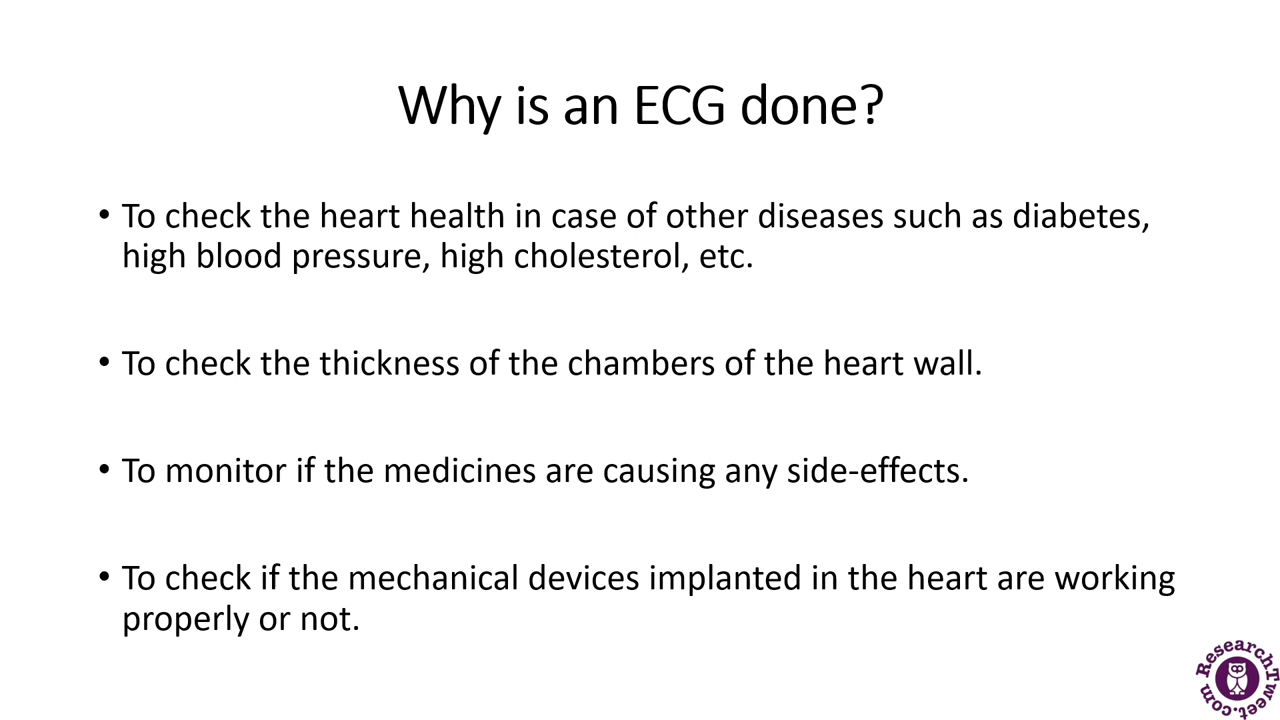 Why is an ECG done?
• To check the heart health in case of other diseases such as diabetes,
high blood pressure, high cholesterol, etc.
• To check the thickness of the chambers of the heart wall.
• To monitor if the medicines are causing any side-effects.
• To check if the mechanical devices implanted in the heart are working
properly or not.
ResearchTweet.com